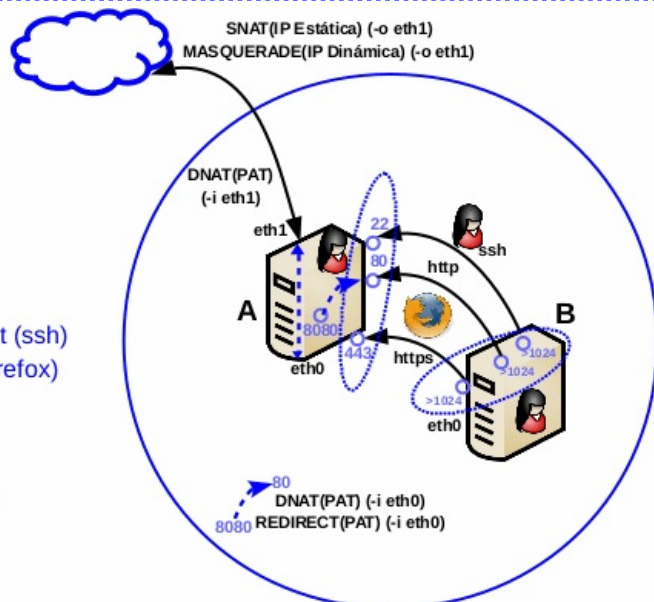 SNAT(IP Estática) (-o eth1)
MASQUERADE(IP Dinámica) (-o eth1)
DNAT(PAT)
(-i eth1)
eth1
22
ssh
80
http
A
B
t (ssh)
refox)
8080
443
https
>1024
>1024
>1024
eth0
eth0
80
DNAT(PAT) (-i eth0)
8080 REDIRECT(PAT) (-i eth0)